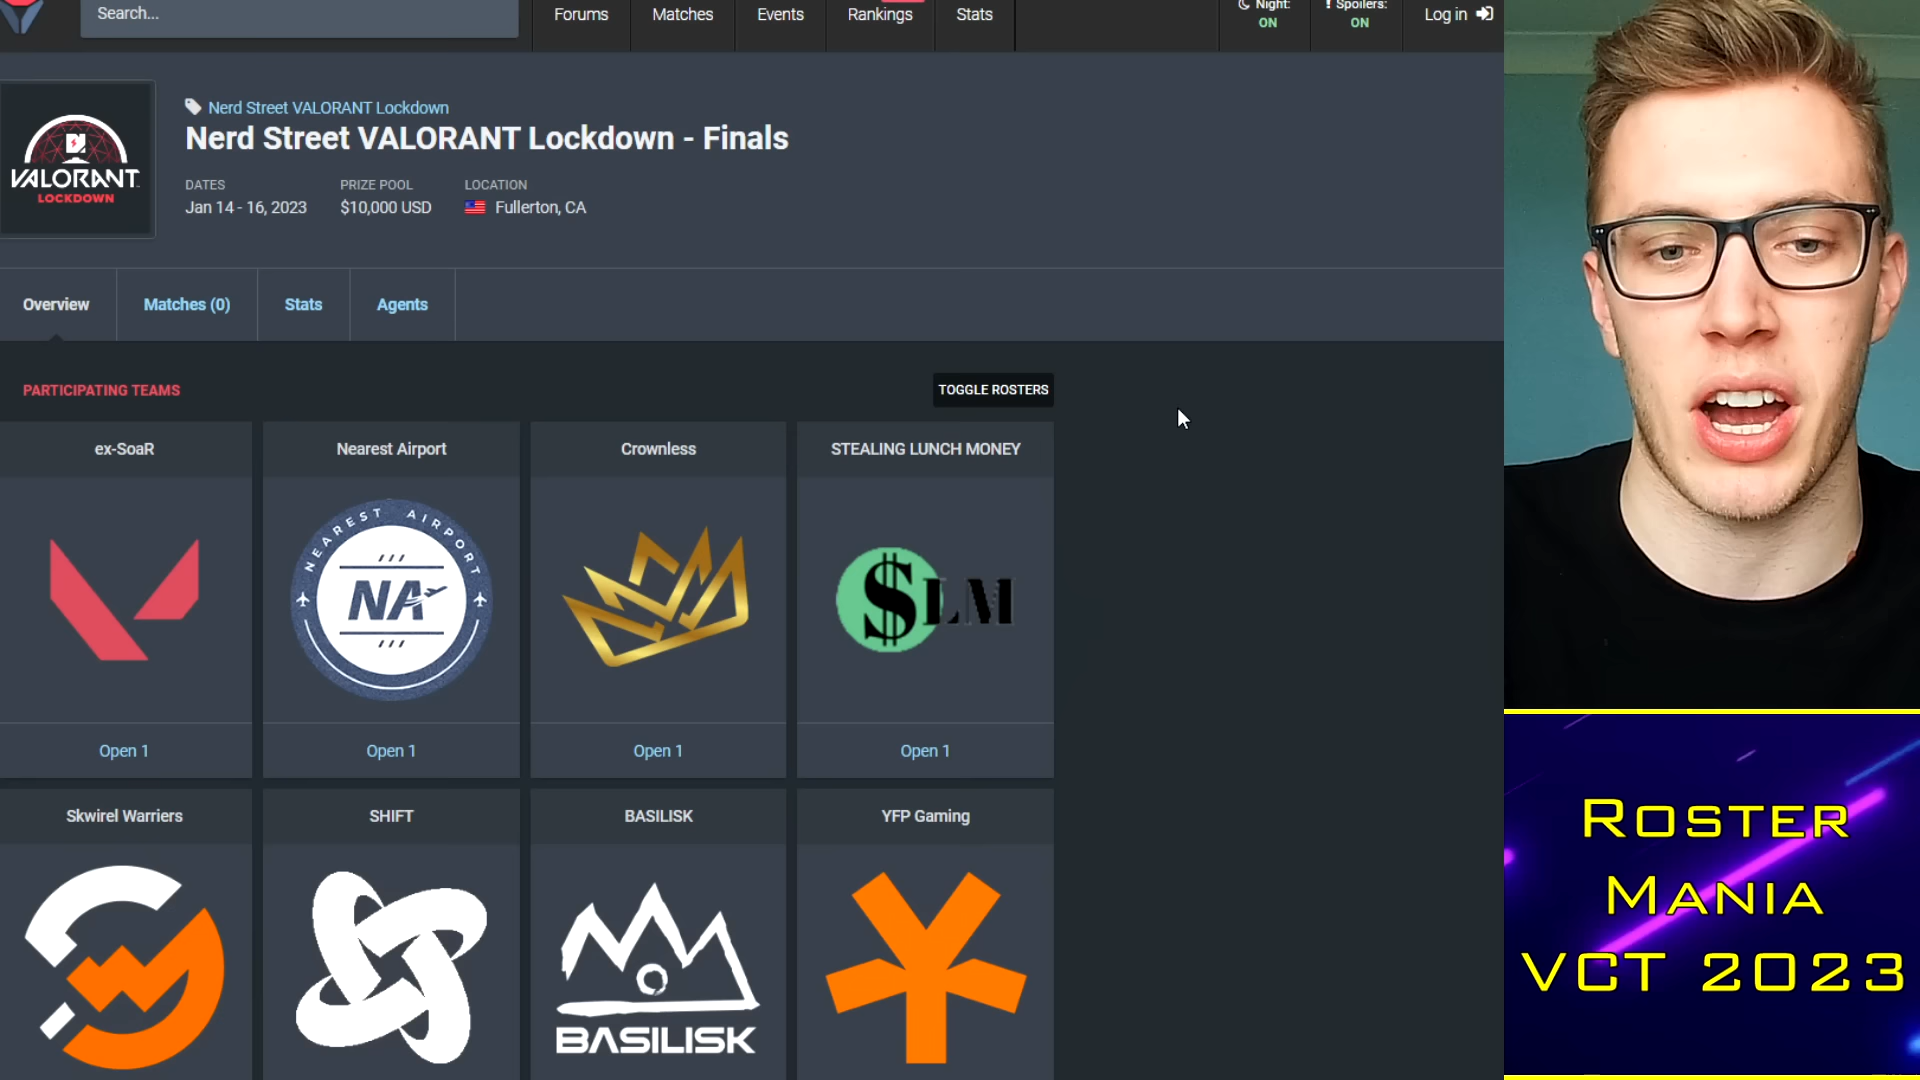 Search...
Forums
Matches
Events
Rankings
Stats
Night:
ON
Spoilers:
ON
Log in
Nerd Street VALORANT Lockdown
Nerd Street VALORANT Lockdown - Finals
VALORANT
LOCKDOWN
DATES
PRIZE POOL
LOCATION
Jan 14 - 16, 2023
$10,000 USD
Fullerton, CA
Overview
Matches (0)
Stats
Agents
PARTICIPATING TEAMS
TOGGLE ROSTERS
ex-SoaR
Nearest Airport
Crownless
STEALING LUNCH MONEY
NEAREST AIRPORT
NA
$LM
Open 1
Open 1
Open 1
Open 1
Skwirel Warriers
SHIFT
BASILISK
YFP Gaming
BASILISK
ROSTER
MANIA
VCT 2023